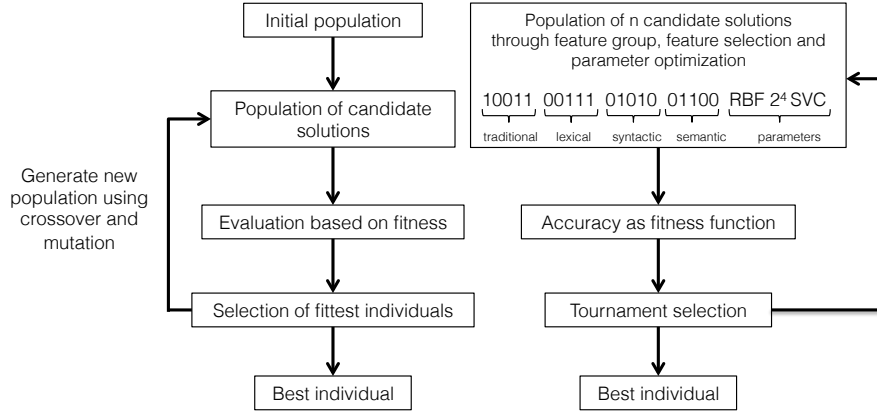 Initial population
Population of candidate
solutions
Generate new
population using
crossover and
mutation
Evaluation based on fitness
Selection of fittest individuals
Best individual
Population of n candidate solutions
through feature group, feature selection and
parameter optimization
10011 00111 01010 01100 RBF 2⁴ SVC
traditional lexical syntactic semantic parameters
Accuracy as fitness function
Tournament selection
Best individual